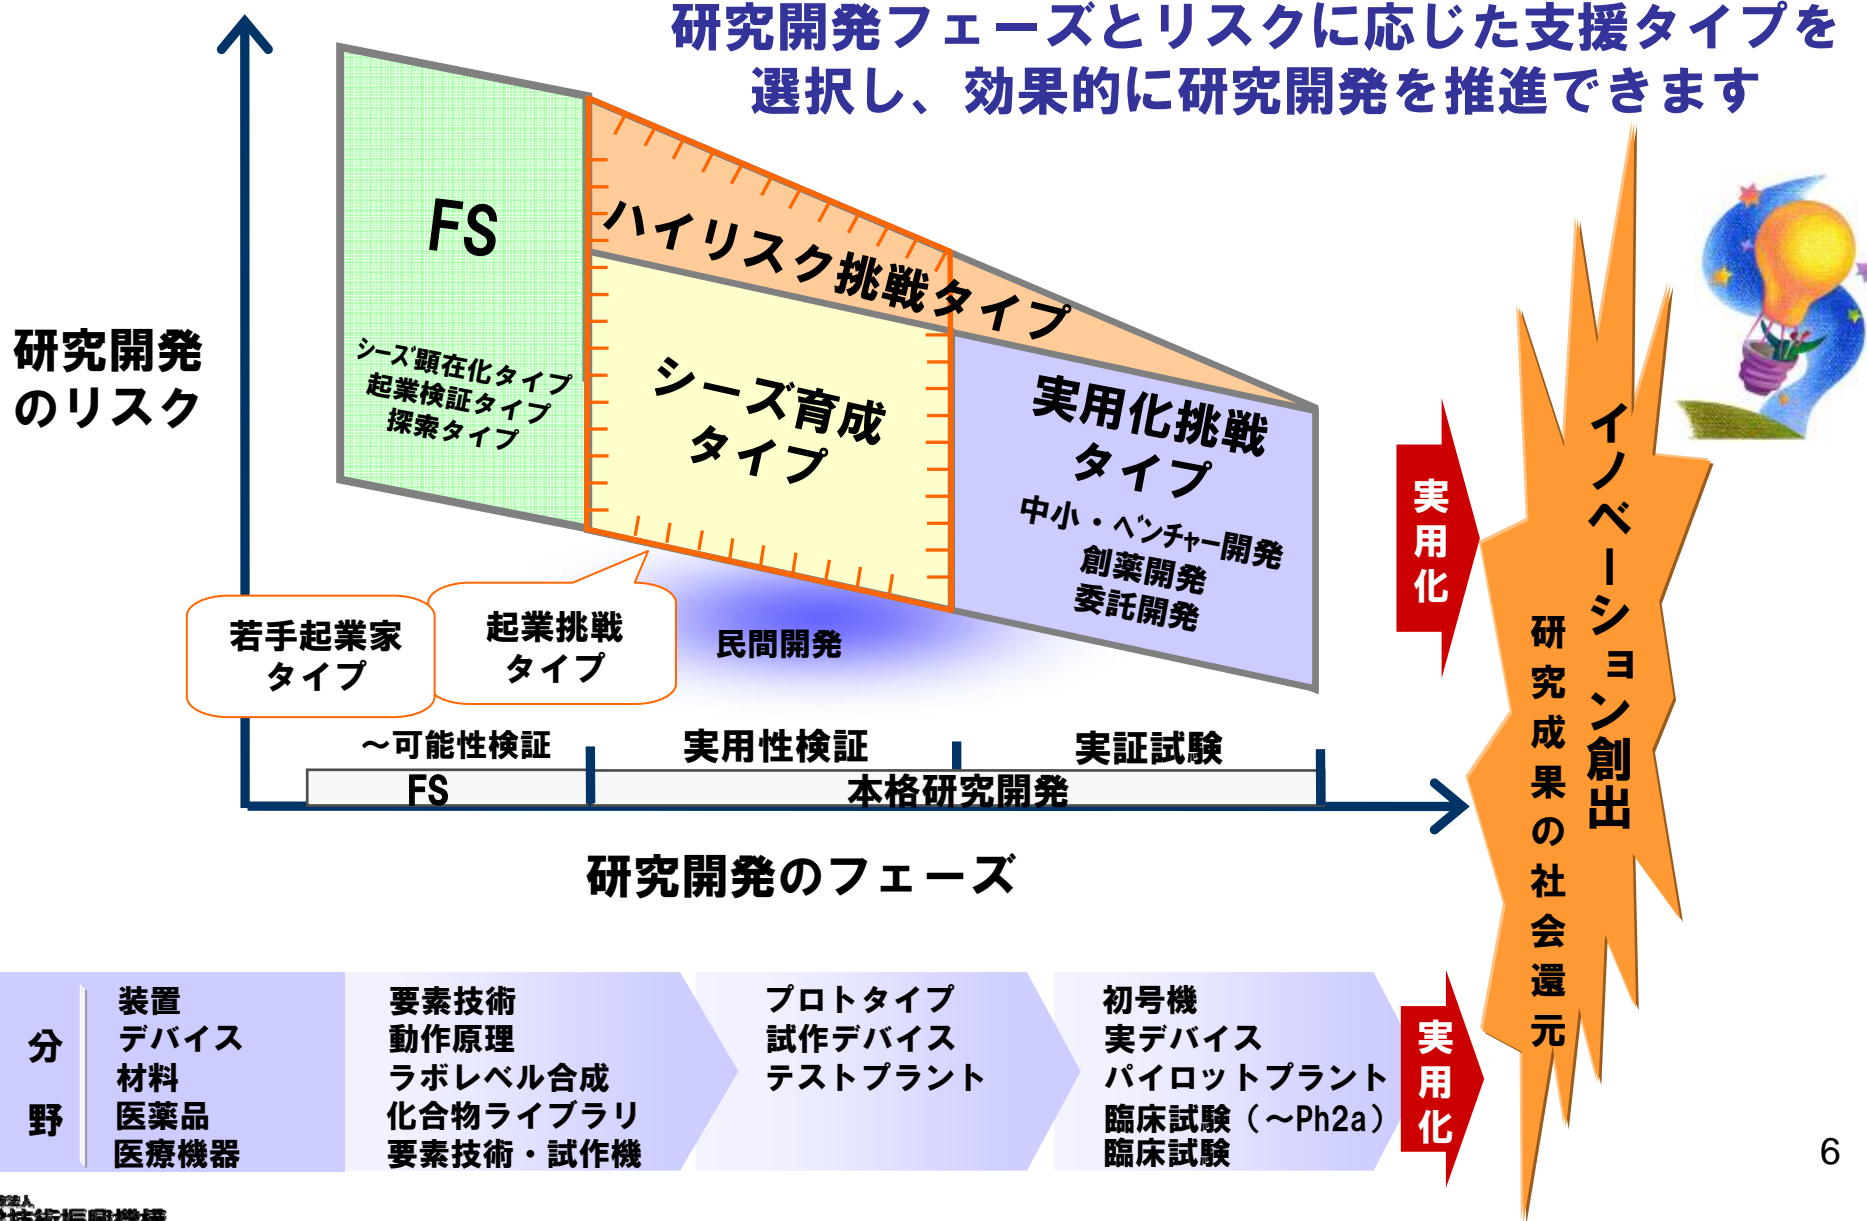 研究開発フェーズとリスクに応じた支援タイプを
選択し、効果的に研究開発を推進できます
研究開発
のリスク
FS
シーズ顕在化タイプ
起業検証タイプ
探索タイプ
ハイリスク挑戦タイプ
シーズ育成
タイプ
実用化挑戦
タイプ
中小・ベンチャー開発
創薬開発
委託開発
若手起業家
タイプ
起業挑戦
タイプ
民間開発
～可能性検証
実用性検証
実証試験
FS
本格研究開発
研究開発のフェーズ
実用化
イノベーション創出
研究成果の社会還元
分野
装置
デバイス
材料
医薬品
医療機器
要素技術
動作原理
ラボレベル合成
化合物ライブラリ
要素技術・試作機
プロトタイプ
試作デバイス
テストプラント
初号機
実デバイス
パイロットプラント
臨床試験（～Ph2a）
臨床試験
実用化
6
技術振興機構